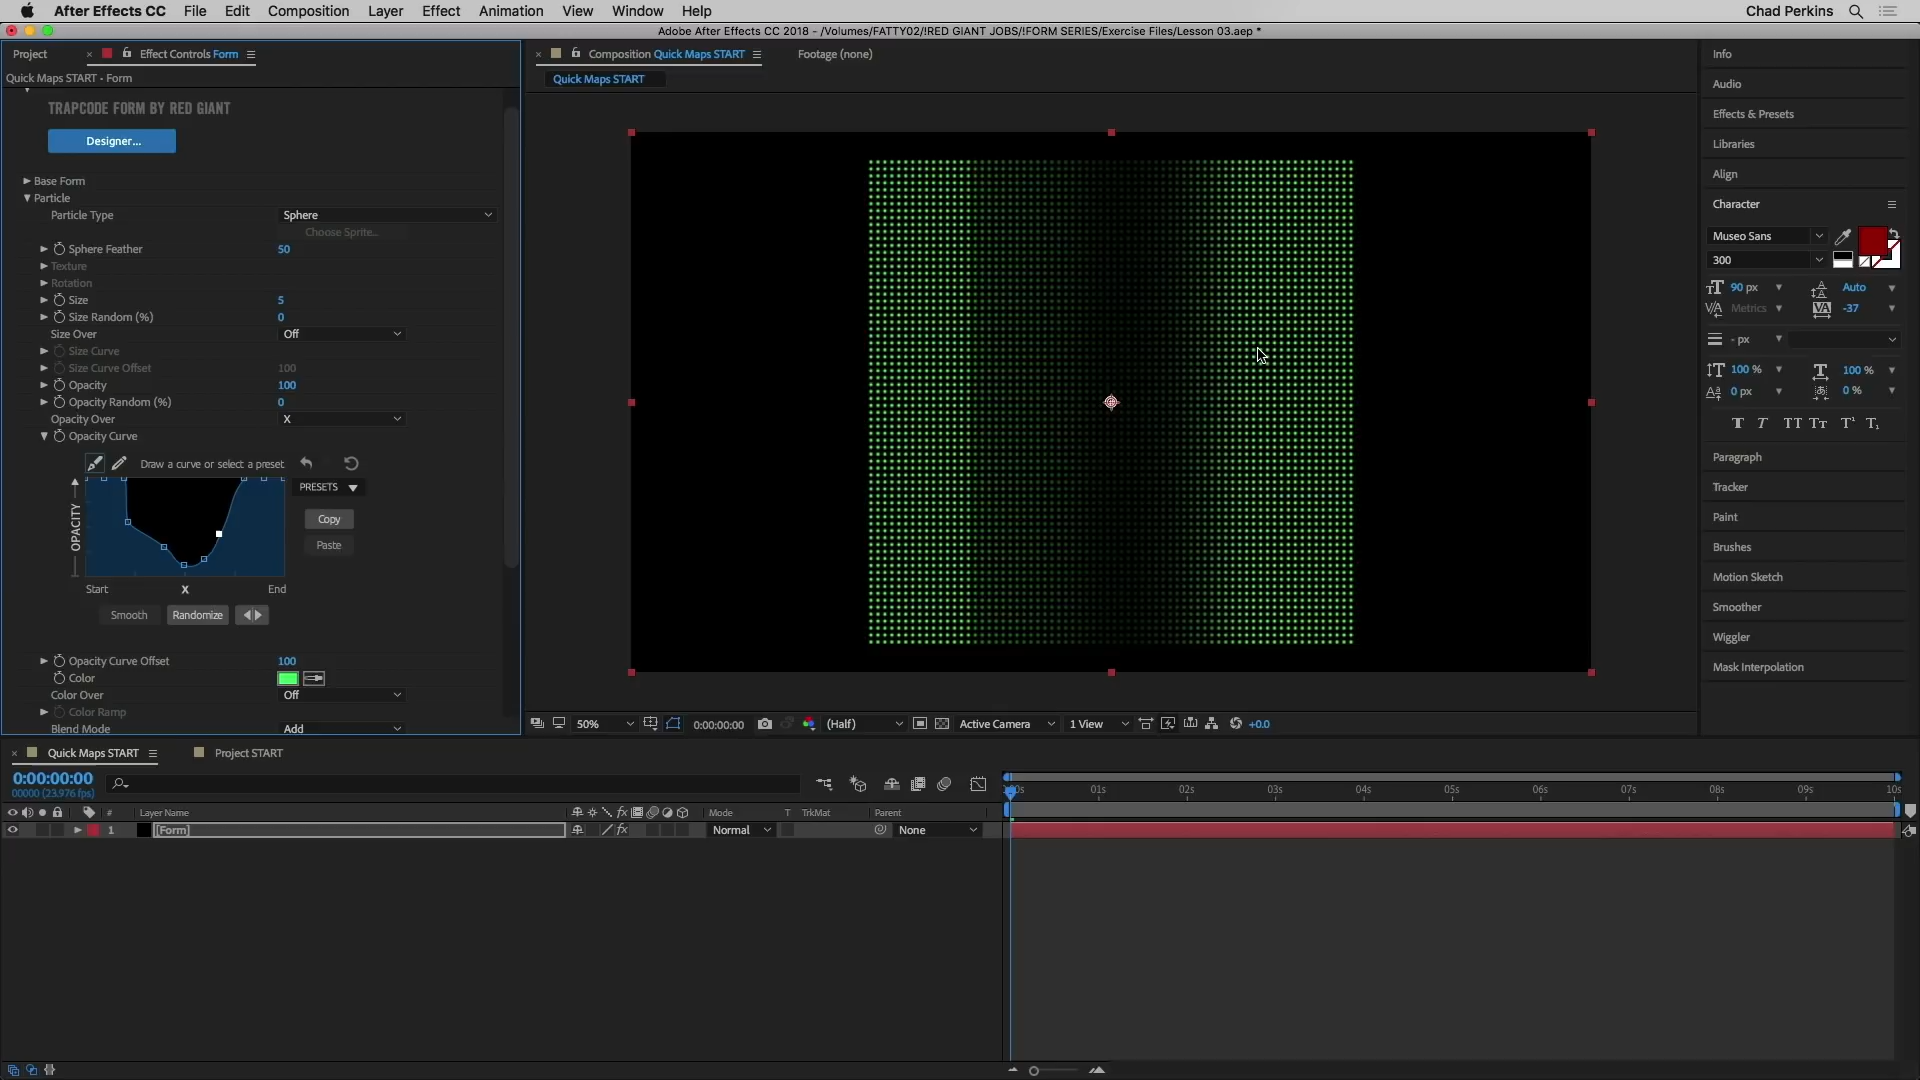 After Effects CC File Edit Composition Layer Effect Animation View Window Help Chad Perkins
Adobe After Effects CC 2018 - /Volumes/FATTY02/!RED GIANT JOBS/!FORM SERIES/Exercise Files/Lesson 03.aep *
Project × Effect Controls Form
Quick Maps START • Form
TRAPCODE FORM BY RED GIANT
Designer...
Base Form
Particle
Particle Type Sphere
Choose Sprite...
Sphere Feather 50
Texture
Rotation
Size 5
Size Random (%) 0
Size Over Off
Size Curve
Size Curve Offset 100
Opacity 100
Opacity Random (%) 0
Opacity Over X
Opacity Curve
Draw a curve or select a preset
PRESETS
Copy
Paste
OPACITY
Start X End
Smooth Randomize
Opacity Curve Offset 100
Color
Color Over Off
Color Ramp
Blend Mode Add
× Composition Quick Maps START Footage (none)
Quick Maps START
50% 0:00:00:00 (Half) Active Camera 1 View +0.0
Info
Audio
Effects & Presets
Libraries
Align
Character
Museo Sans
300
90 px Auto
Metrics -37
- px
100 % 100 %
0 px 0 %
T T TT Tт T¹ T₁
Paragraph
Tracker
Paint
Brushes
Motion Sketch
Smoother
Wiggler
Mask Interpolation
× Quick Maps START Project START
0:00:00:00
00000 (23.976 fps)
01s 02s 03s 04s 05s 06s 07s 08s 09s 10s
# Layer Name Mode T TrkMat Parent
1 [Form] Normal None